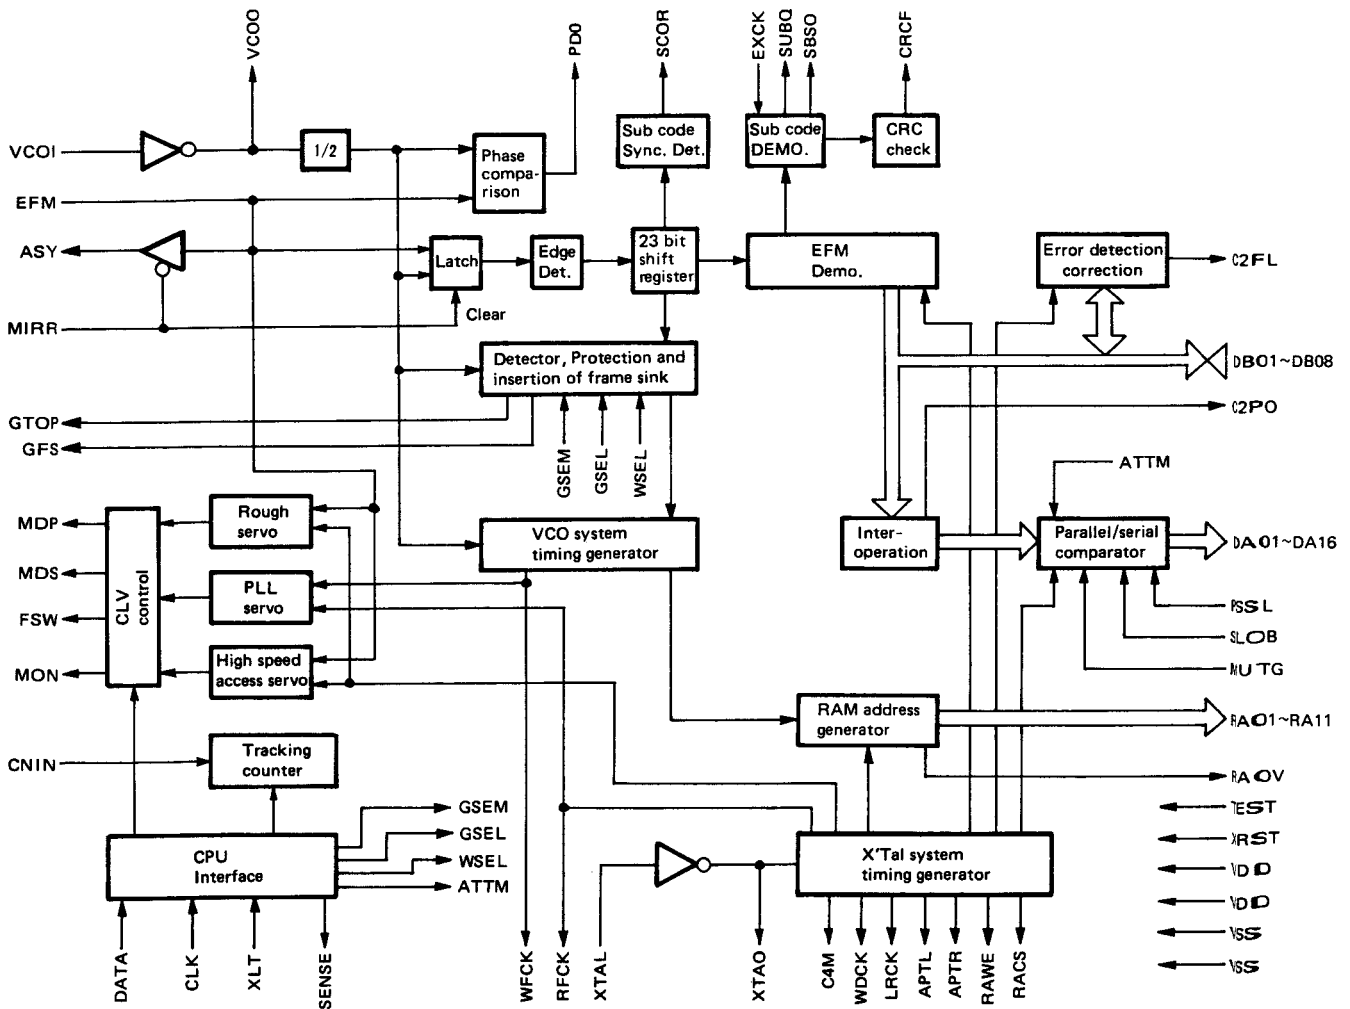 VCOO
PDO
SCOR
EXCK
SUBQ
SBSO
CRCF
VCOI
1/2
Phase
compa-
rison
Sub code
Sync. Det.
Sub code
DEMO.
CRC
check
EFM
ASY
Latch
Edge
Det.
23 bit
shift
register
EFM
Demo.
Error detection
correction
C2FL
MIRR
Clear
Detector, Protection and
insertion of frame sink
DB01~DB08
GTOP
GFS
C2PO
GSEM
GSEL
WSEL
ATTM
MDP
MDS
FSW
MON
CLV
control
Rough
servo
PLL
servo
High speed
access servo
VCO system
timing generator
Inter-
operation
Parallel/serial
comparator
DA01~DA16
PSSL
SLOB
MUTG
RAM address
generator
RA01~RA11
RAOV
CNIN
Tracking
counter
CPU
Interface
GSEM
GSEL
WSEL
ATTM
X'Tal system
timing generator
TEST
XRST
VDD
VDD
VSS
VSS
DATA
CLK
XLT
SENSE
WFCK
RFCK
XTAL
XTAO
C4M
WDCK
LRCK
APTL
APTR
RAWE
RACS